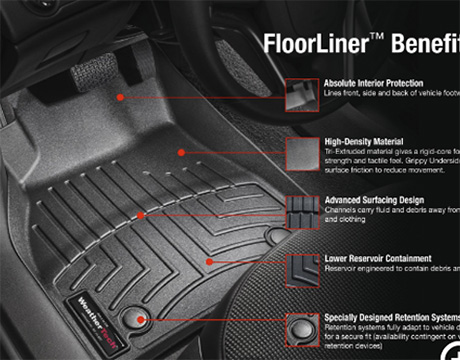 FloorLiner™ Benefit
Absolute Interior Protection
Lines front, side and back of vehicle footw
High-Density Material
Tri-Extruded material gives a rigid-core fo
strength and tactile feel. Grippy Undersid
surface friction to reduce movement.
Advanced Surfacing Design
Channels carry fluid and debris away from
and clothing
Lower Reservoir Containment
Reservoir engineered to contain debris a
Specially Designed Retention Systems
Retention systems fully adapt to vehicle d
for a secure fit (availability contingent on v
retention devices)
WeatherTech